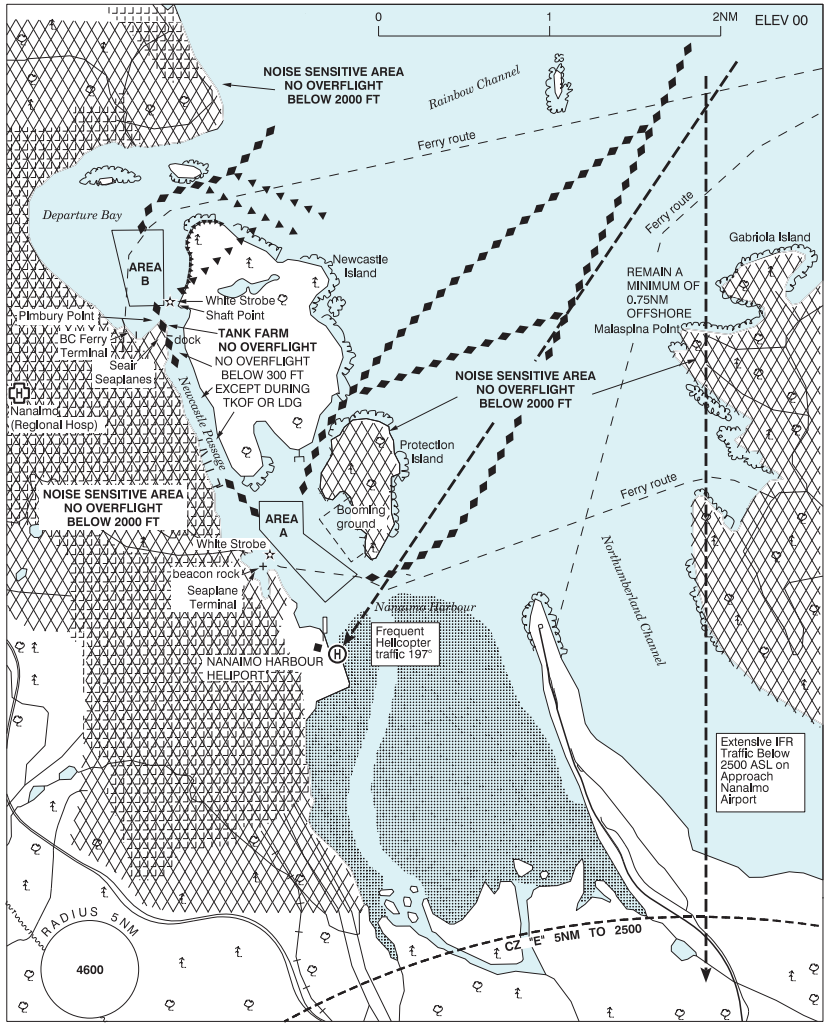 0
1
2NM
ELEV 00
NOISE SENSITIVE AREA
NO OVERFLIGHT
BELOW 2000 FT
Rainbow Channel
Ferry route
Departure Bay
Ferry route
Gabriola Island
AREA
B
Newcastle
Island
REMAIN A
MINIMUM OF
0.75NM
OFFSHORE
Malaspina Point
White Strobe
Shaft Point
Pimbury Point
BC Ferry
Terminal
dock
TANK FARM
NO OVERFLIGHT
BELOW 300 FT
EXCEPT DURING
TKOF OR LDG
Seair
Seaplanes
NOISE SENSITIVE AREA
NO OVERFLIGHT
BELOW 2000 FT
H
Nanaimo
(Regional Hosp)
Newcastle Passage
Protection
Island
NOISE SENSITIVE AREA
NO OVERFLIGHT
BELOW 2000 FT
Ferry route
Booming
ground
AREA
A
White Strobe
beacon rock
Seaplane
Terminal
Northumberland Channel
Nanaimo Harbour
Frequent
Helicopter
traffic 197°
H
NANAIMO HARBOUR
HELIPORT
Extensive IFR
Traffic Below
2500 ASL on
Approach
Nanaimo
Airport
RADIUS 5NM
4600
CZ "E" 5NM TO 2500